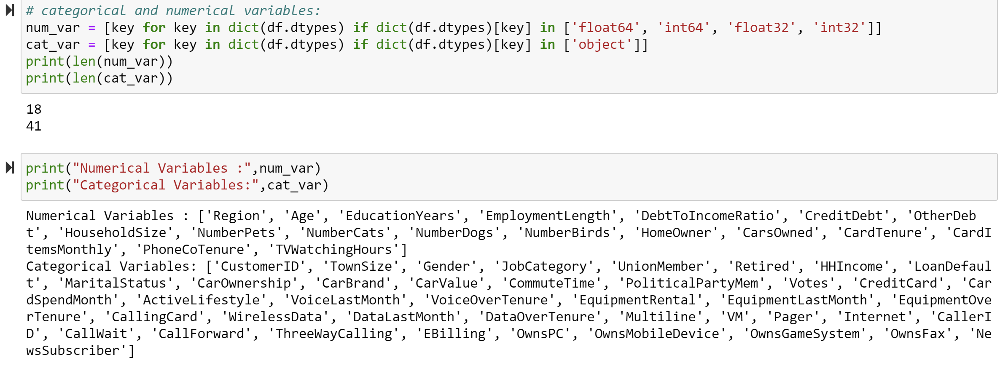 # categorical and numerical variables:
num_var = [key for key in dict(df.dtypes) if dict(df.dtypes)[key] in ['float64', 'int64', 'float32', 'int32']]
cat_var = [key for key in dict(df.dtypes) if dict(df.dtypes)[key] in ['object']]
print(len(num_var))
print(len(cat_var))
18
41
print("Numerical Variables :",num_var)
print("Categorical Variables:",cat_var)
Numerical Variables : ['Region', 'Age', 'EducationYears', 'EmploymentLength', 'DebtToIncomeRatio', 'CreditDebt', 'OtherDeb
t', 'HouseholdSize', 'NumberPets', 'NumberCats', 'NumberDogs', 'NumberBirds', 'HomeOwner', 'CarsOwned', 'CardTenure', 'CardI
temsMonthly', 'PhoneCoTenure', 'TVWatchingHours']
Categorical Variables: ['CustomerID', 'TownSize', 'Gender', 'JobCategory', 'UnionMember', 'Retired', 'HHIncome', 'LoanDefaul
t', 'MaritalStatus', 'CarOwnership', 'CarBrand', 'CarValue', 'CommuteTime', 'PoliticalPartyMem', 'Votes', 'CreditCard', 'Car
dSpendMonth', 'ActiveLifestyle', 'VoiceLastMonth', 'VoiceOverTenure', 'EquipmentRental', 'EquipmentLastMonth', 'EquipmentOve
rTenure', 'CallingCard', 'WirelessData', 'DataLastMonth', 'DataOverTenure', 'Multiline', 'VM', 'Pager', 'Internet', 'CallerI
D', 'CallWait', 'CallForward', 'ThreeWayCalling', 'EBilling', 'OwnsPC', 'OwnsMobileDevice', 'OwnsGameSystem', 'OwnsFax', 'Ne
wsSubscriber']